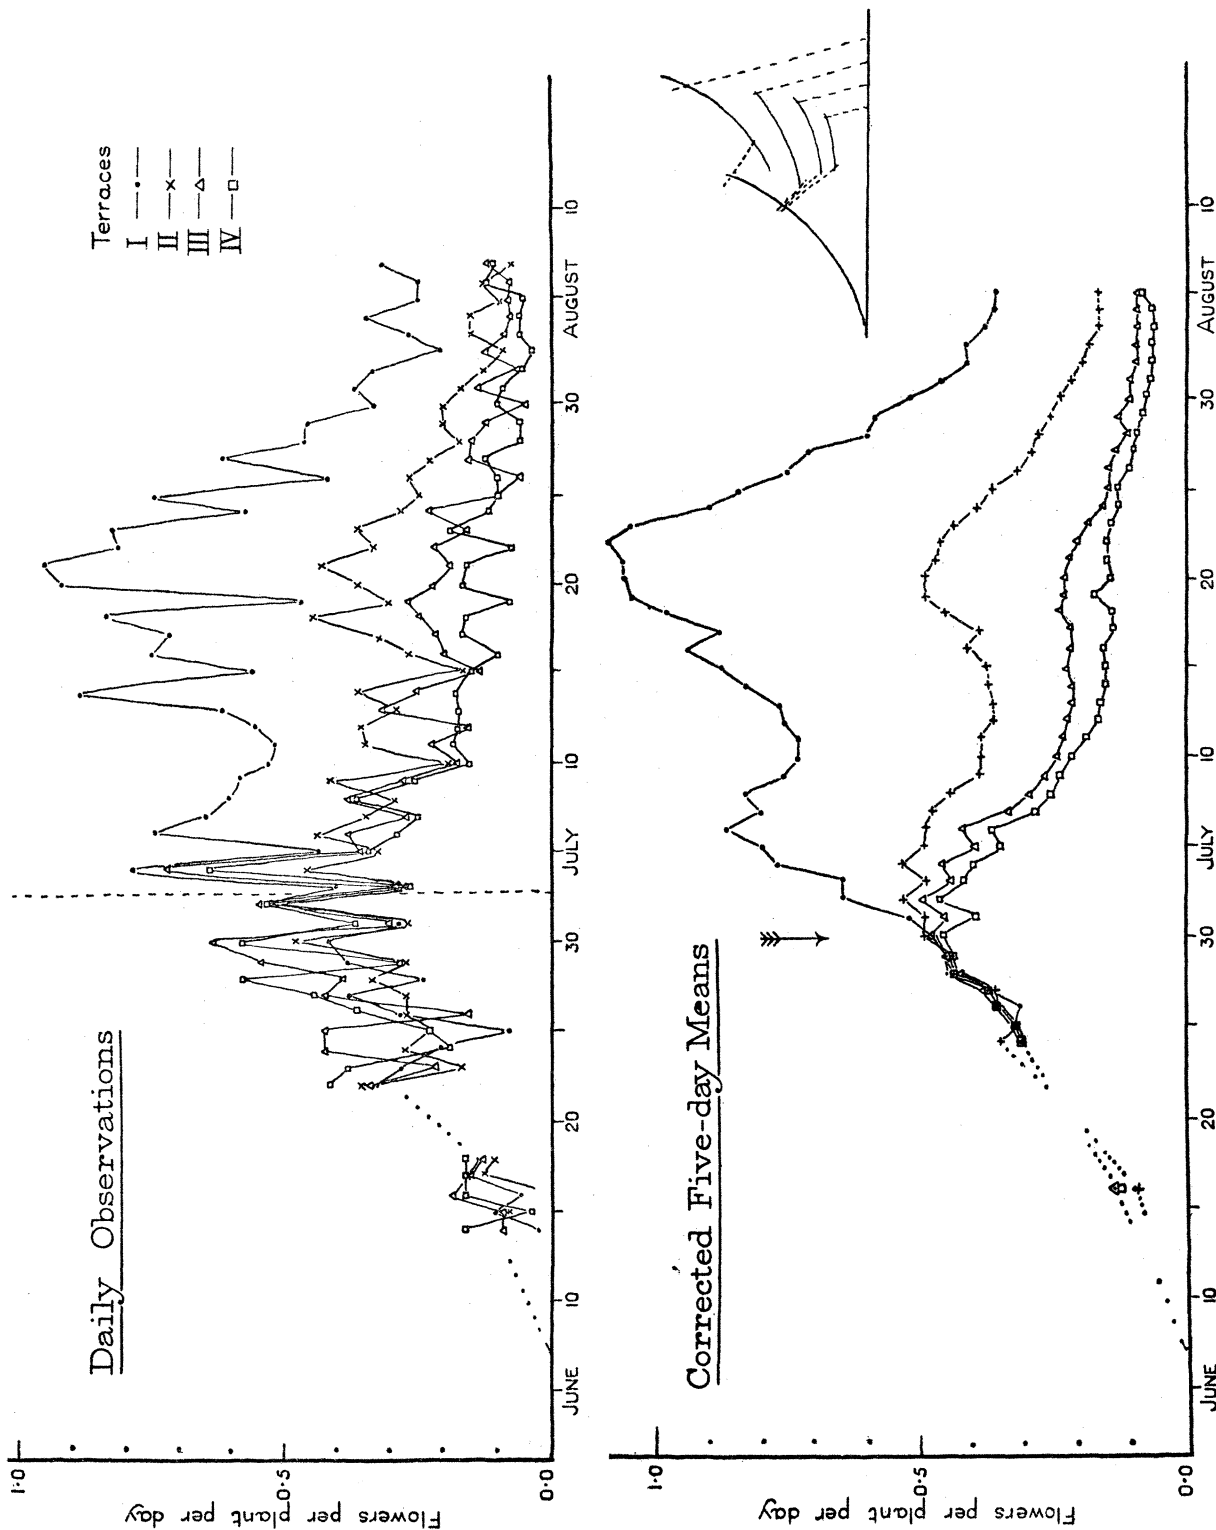 Daily Observations
Terraces
I
II
III
IV
Flowers per plant per day
1·0
0·5
0·0
JUNE
10
20
30
JULY
10
20
30
AUGUST
10
Corrected Five-day Means
Flowers per plant per day
1·0
0·5
0·0
JUNE
10
20
30
JULY
10
20
30
AUGUST
10